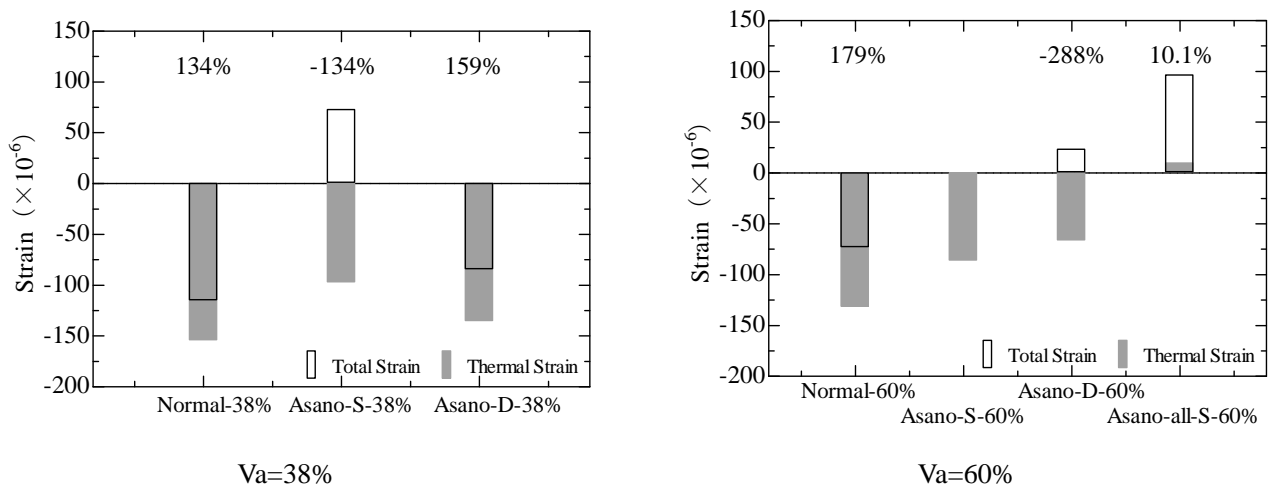 150
100
50
0
-50
-100
-150
-200
Strain (×10-6)
134% -134% 159%
Total Strain Thermal Strain
Normal-38% Asano-S-38% Asano-D-38%
Va=38%
150
100
50
0
-50
-100
-150
-200
Strain (×10-6)
179% -288% 10.1%
Total Strain Thermal Strain
Normal-60% Asano-D-60%
Asano-S-60% Asano-all-S-60%
Va=60%